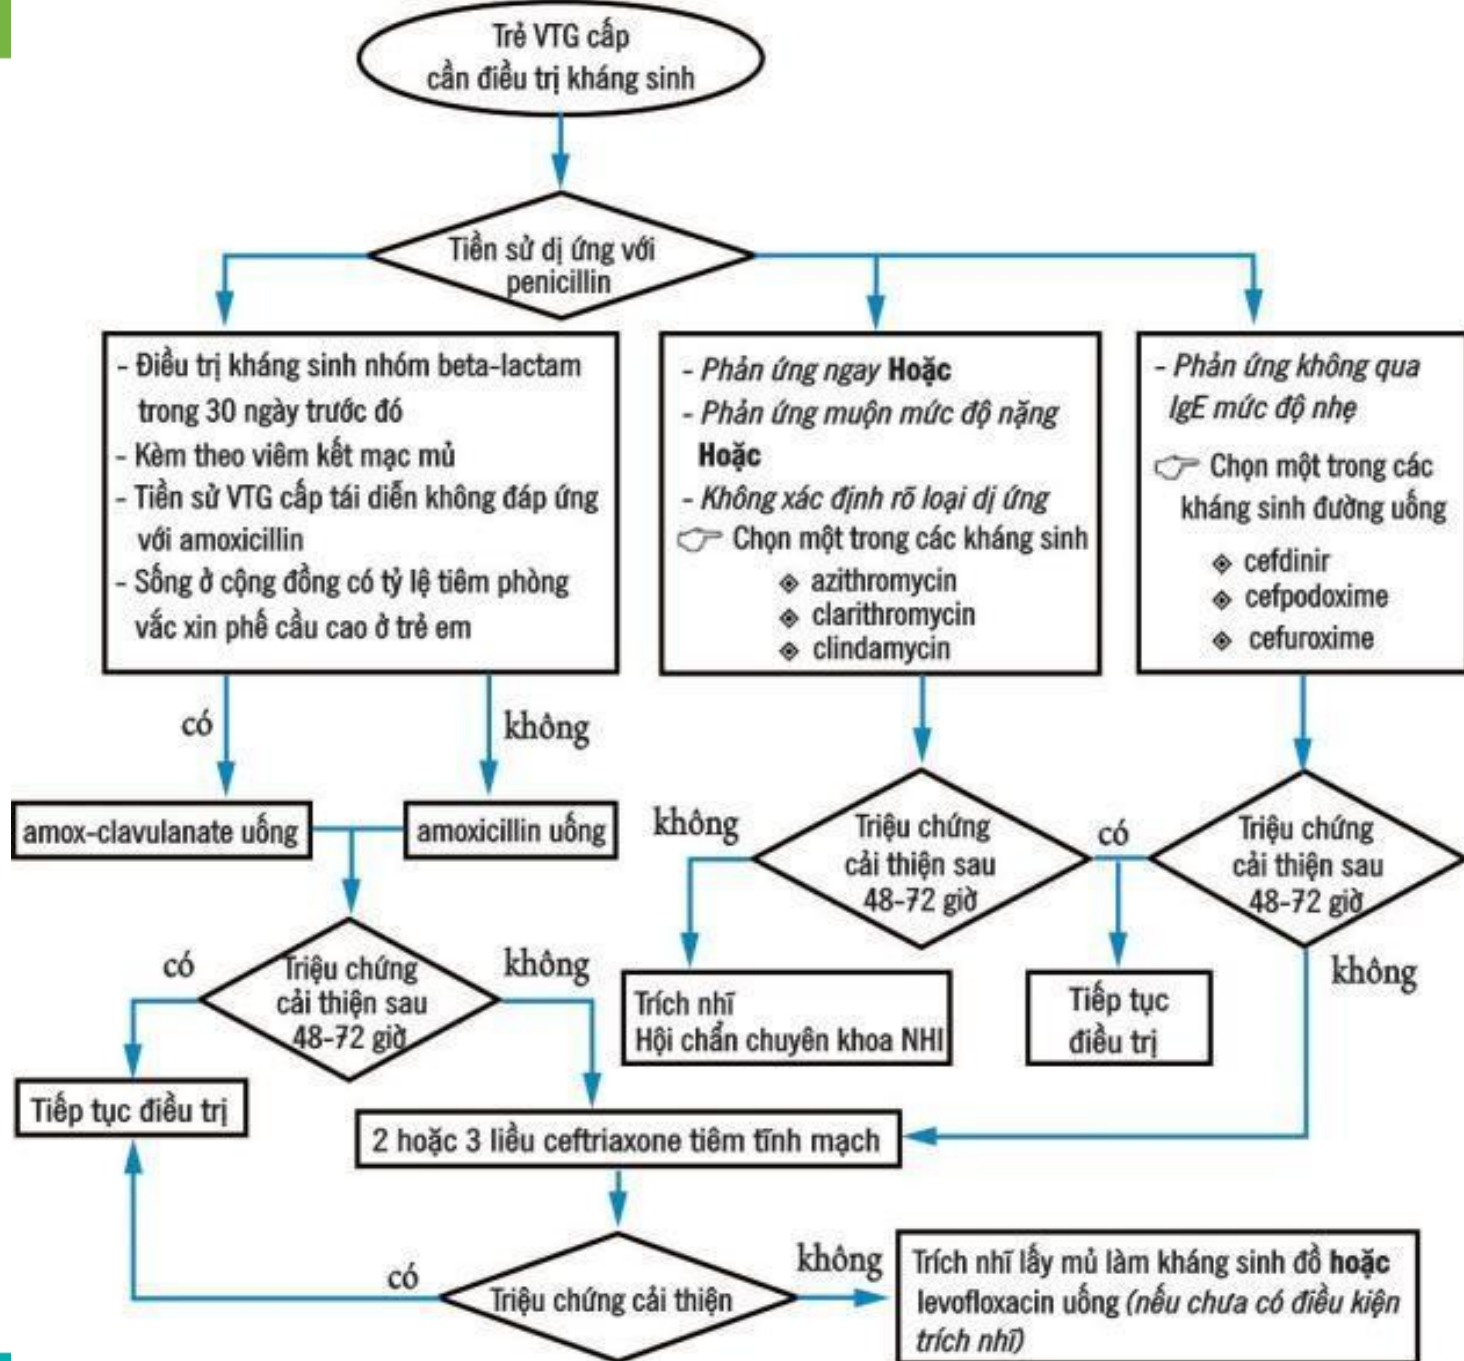 Trẻ VTG cấp
cần điều trị kháng sinh
Tiền sử dị ứng với
penicillin
- Điều trị kháng sinh nhóm beta-lactam
trong 30 ngày trước đó
- Kèm theo viêm kết mạc mủ
- Tiền sử VTG cấp tái diễn không đáp ứng
với amoxicillin
- Sống ở cộng đồng có tỷ lệ tiêm phòng
vắc xin phế cầu cao ở trẻ em
- Phản ứng ngay Hoặc
- Phản ứng muộn mức độ nặng
Hoặc
- Không xác định rõ loại dị ứng
Chọn một trong các kháng sinh
azithromycin
clarithromycin
clindamycin
- Phản ứng không qua
IgE mức độ nhẹ
Chọn một trong các
kháng sinh đường uống
cefdinir
cefpodoxime
cefuroxime
có
không
amox-clavulanate uống
amoxicillin uống
không
Triệu chứng
cải thiện sau
48-72 giờ
có
Triệu chứng
cải thiện sau
48-72 giờ
có
Triệu chứng
cải thiện sau
48-72 giờ
không
Trích nhĩ
Hội chẩn chuyên khoa NHI
Tiếp tục
điều trị
không
Tiếp tục điều trị
2 hoặc 3 liều ceftriaxone tiêm tĩnh mạch
có
Triệu chứng cải thiện
không
Trích nhĩ lấy mủ làm kháng sinh đồ hoặc
levofloxacin uống (nếu chưa có điều kiện
trích nhĩ)